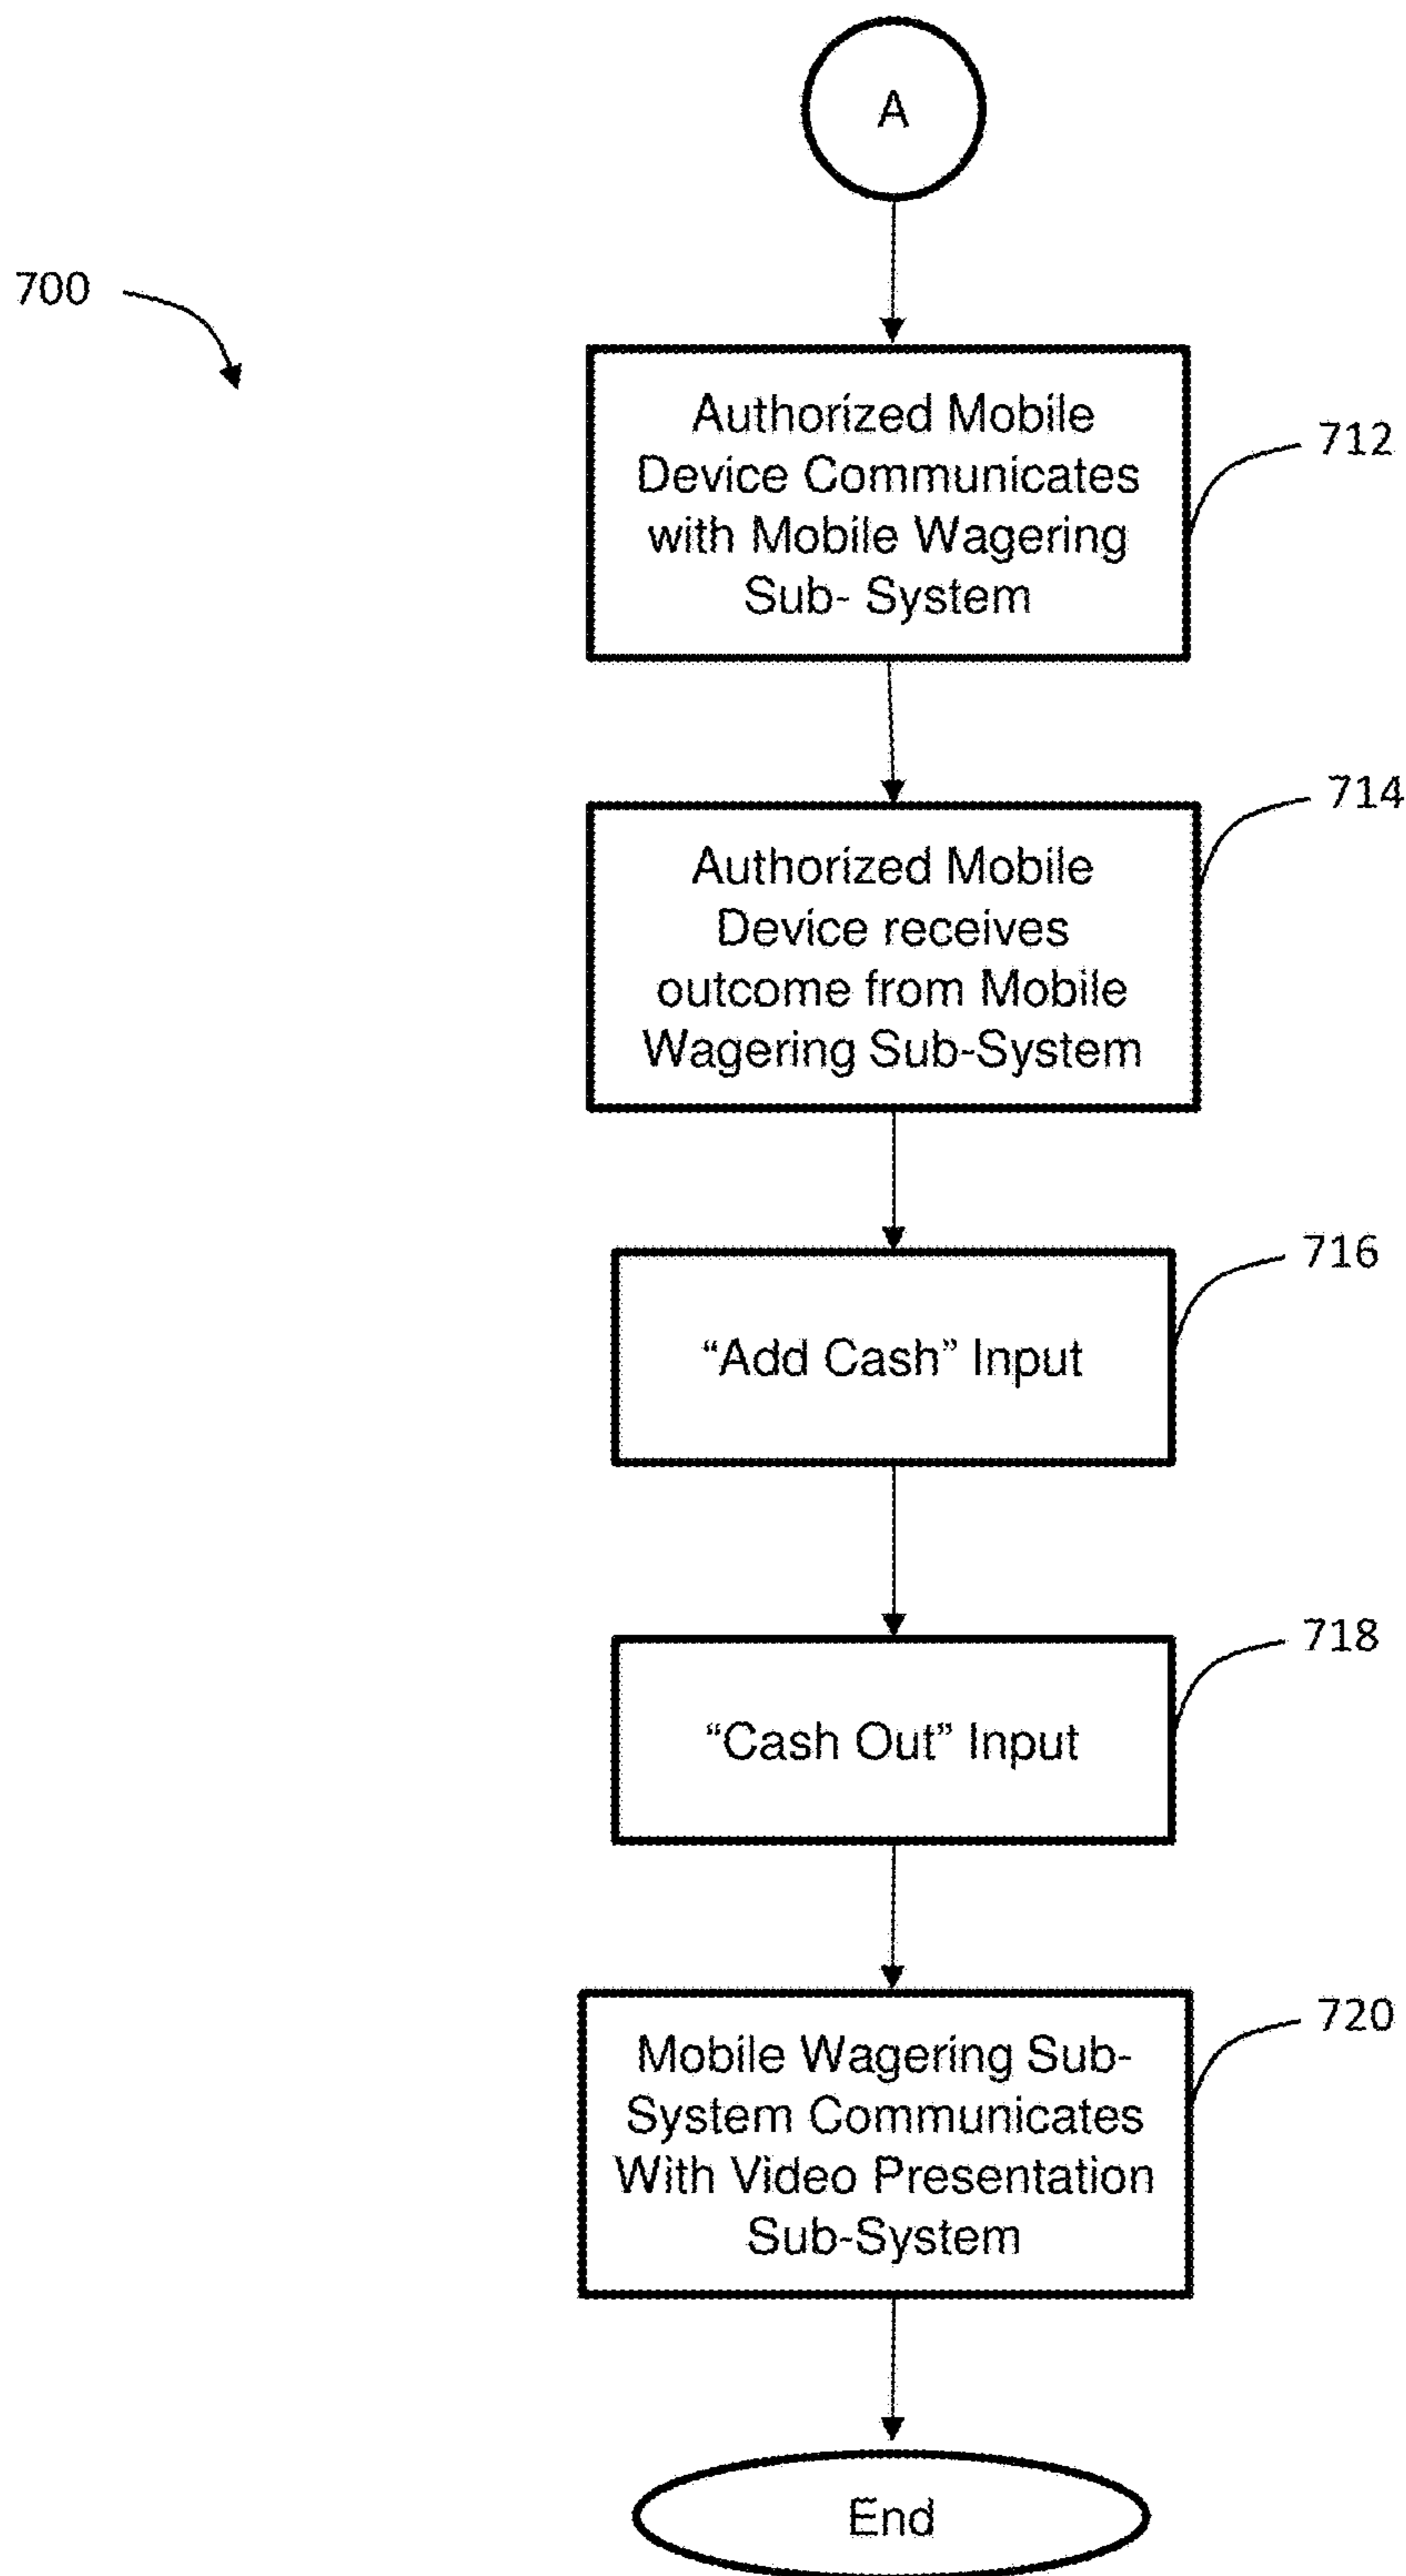 A
700
Authorized Mobile
Device Communicates
with Mobile Wagering
Sub- System
712
714
Authorized Mobile
Device receives
outcome from Mobile
Wagering Sub-System
716
“Add Cash” Input
718
“Cash Out” Input
720
Mobile Wagering Sub-
System Communicates
With Video Presentation
Sub-System
End